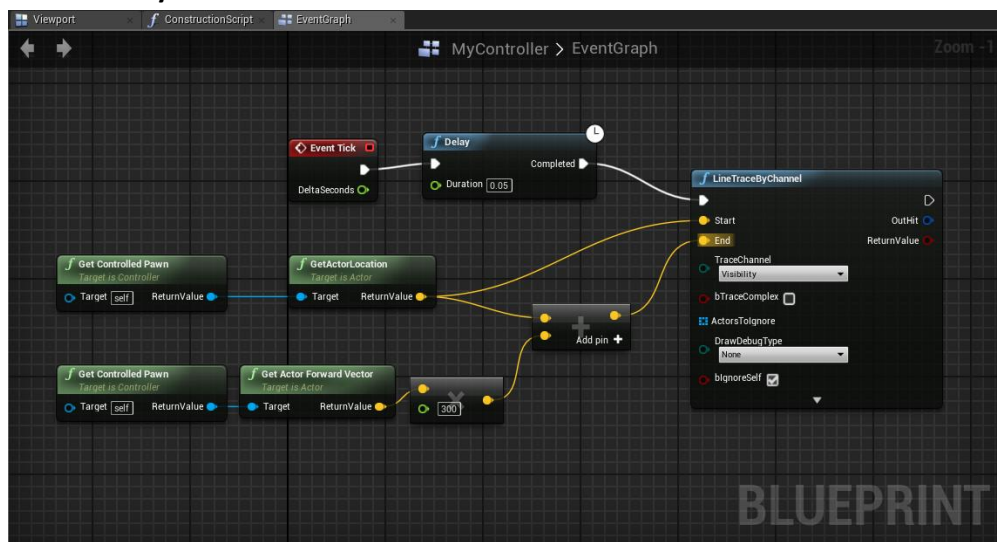 Viewport
ConstructionScript
EventGraph
MyController > EventGraph
Zoom -1
Event Tick
DeltaSeconds
f Delay
Completed
Duration 0.05
f LineTraceByChannel
Start
OutHit
End
ReturnValue
TraceChannel
Visibility
bTraceComplex
ActorsToIgnore
DrawDebugType
None
bIgnoreSelf
f Get Controlled Pawn
Target is Controller
Target self ReturnValue
f GetActorLocation
Target is Actor
Target ReturnValue
+
Add pin +
f Get Controlled Pawn
Target is Controller
Target self ReturnValue
f Get Actor Forward Vector
Target is Actor
Target ReturnValue
×
300
BLUEPRINT